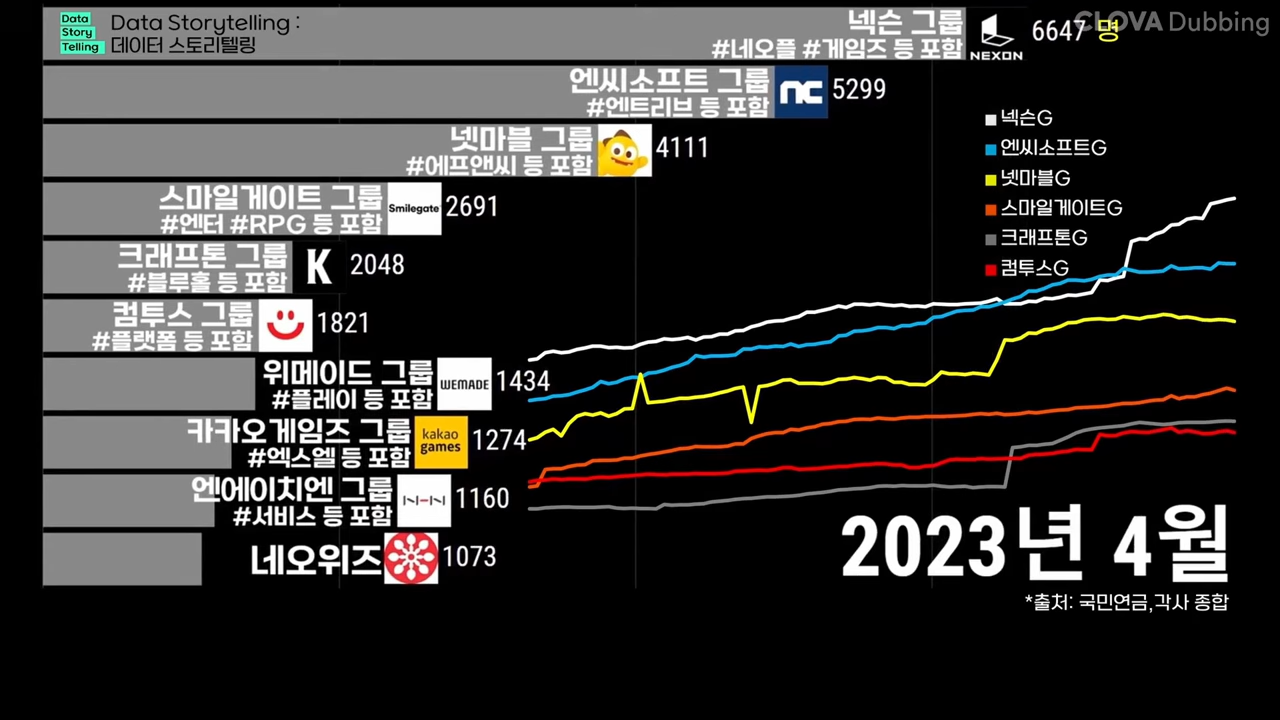 Data
Story
Telling
Data Storytelling :
데이터 스토리텔링
CLOVA Dubbing
넥슨 그룹
#네오플 #게임즈 등 포함
NEXON
6647 명
엔씨소프트 그룹
#엔트리브 등 포함
nc
5299
넷마블 그룹
#에프앤씨 등 포함
4111
스마일게이트 그룹
#엔터 #RPG 등 포함
Smilegate
2691
크래프톤 그룹
#블루홀 등 포함
K
2048
컴투스 그룹
#플랫폼 등 포함
1821
위메이드 그룹
#플레이 등 포함
WEMADE
1434
카카오게임즈 그룹
#엑스엘 등 포함
kakao
games
1274
엔에이치엔 그룹
#서비스 등 포함
NHN
1160
네오위즈
1073
넥슨G
엔씨소프트G
넷마블G
스마일게이트G
크래프톤G
컴투스G
2023년 4월
*출처: 국민연금,각사 종합